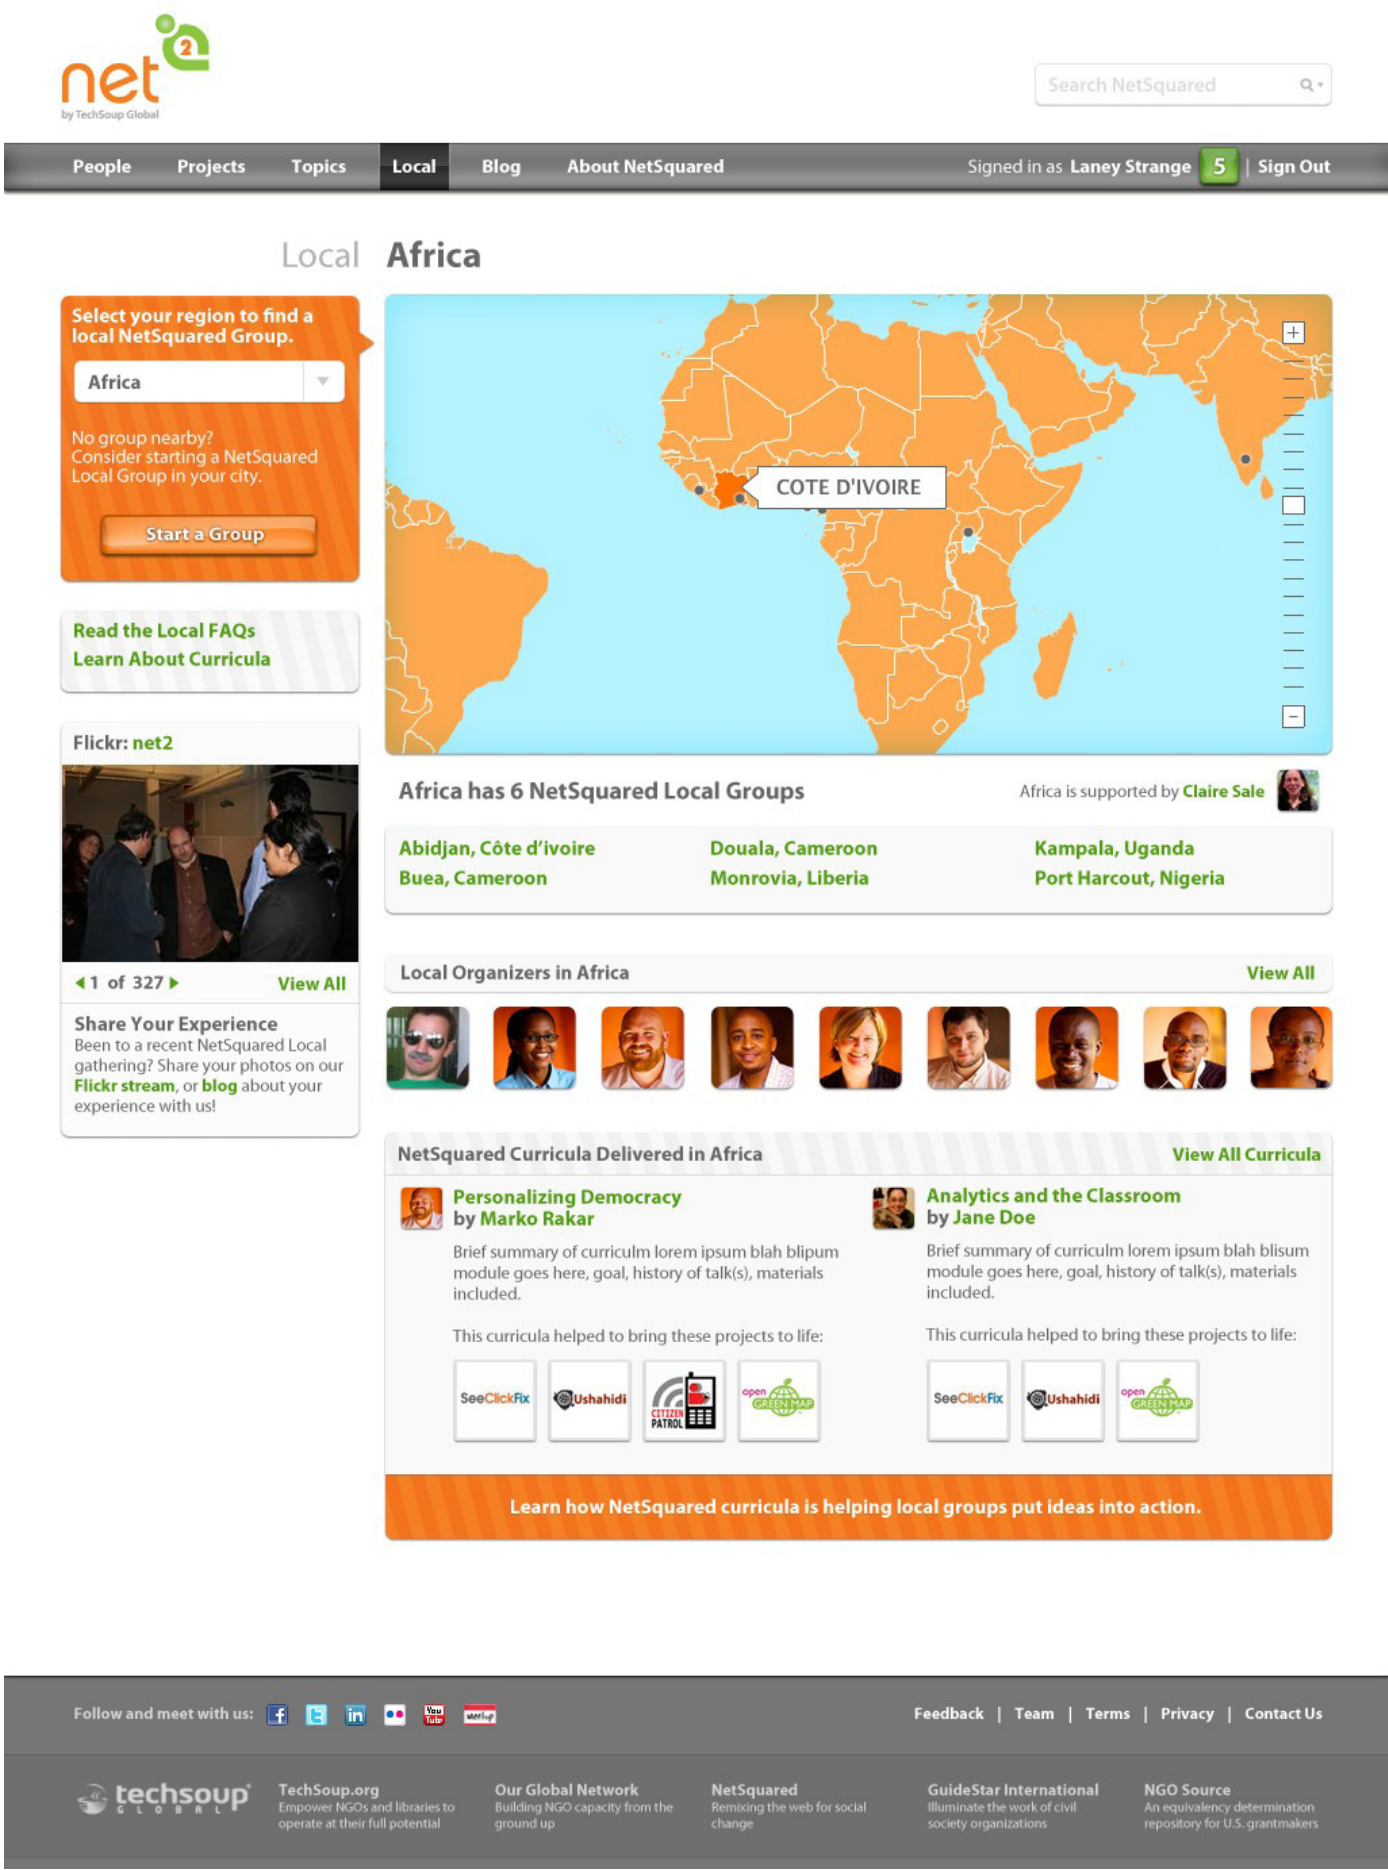 net2
by TechSoup Global
Search NetSquared
People
Projects
Topics
Local
Blog
About NetSquared
Signed in as Laney Strange 5 | Sign Out
Local Africa
Select your region to find a
local NetSquared Group.
Africa
No group nearby?
Consider starting a NetSquared
Local Group in your city.
Start a Group
Read the Local FAQs
Learn About Curricula
Flickr: net2
1 of 327
View All
Share Your Experience
Been to a recent NetSquared Local
gathering? Share your photos on our
Flickr stream, or blog about your
experience with us!
+
COTE D'IVOIRE
-
Africa has 6 NetSquared Local Groups
Africa is supported by Claire Sale
Abidjan, Côte d'ivoire
Douala, Cameroon
Kampala, Uganda
Buea, Cameroon
Monrovia, Liberia
Port Harcout, Nigeria
Local Organizers in Africa
View All
NetSquared Curricula Delivered in Africa
View All Curricula
Personalizing Democracy
by Marko Rakar
Brief summary of curriculm lorem ipsum blah blipum
module goes here, goal, history of talk(s), materials
included.
This curricula helped to bring these projects to life:
SeeClickFix
Ushahidi
CITIZEN
PATROL
open
GREEN MAP
Analytics and the Classroom
by Jane Doe
Brief summary of curriculm lorem ipsum blah blisum
module goes here, goal, history of talk(s), materials
included.
This curricula helped to bring these projects to life:
SeeClickFix
Ushahidi
open
GREEN MAP
Learn how NetSquared curricula is helping local groups put ideas into action.
Follow and meet with us:
f
t
in
You
Tube
Meetup
Feedback | Team | Terms | Privacy | Contact Us
techsoup
GLOBAL
TechSoup.org
Empower NGOs and libraries to
operate at their full potential
Our Global Network
Building NGO capacity from the
ground up
NetSquared
Remixing the web for social
change
GuideStar International
Illuminate the work of civil
society organizations
NGO Source
An equivalency determination
repository for U.S. grantmakers